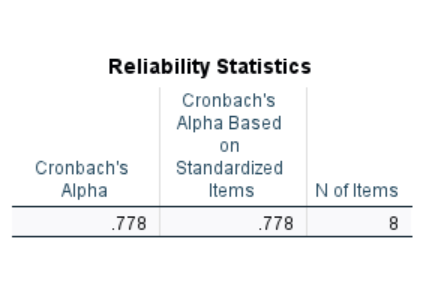 Reliability Statistics
Cronbach's
Alpha
Cronbach's
Alpha Based
on
Standardized
Items
N of Items
.778 .778 8